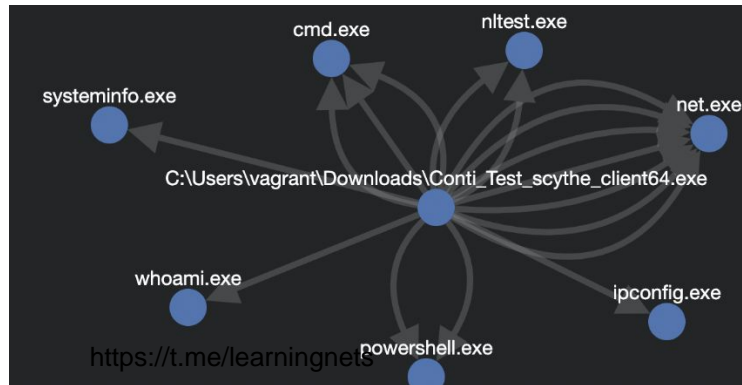 nltest.exe
cmd.exe
systeminfo.exe
net.exe
C:\Users\vagrant\Downloads\Conti_Test_scythe_client64.exe
whoami.exe
ipconfig.exe
powershell.exe
https://t.me/learningnets